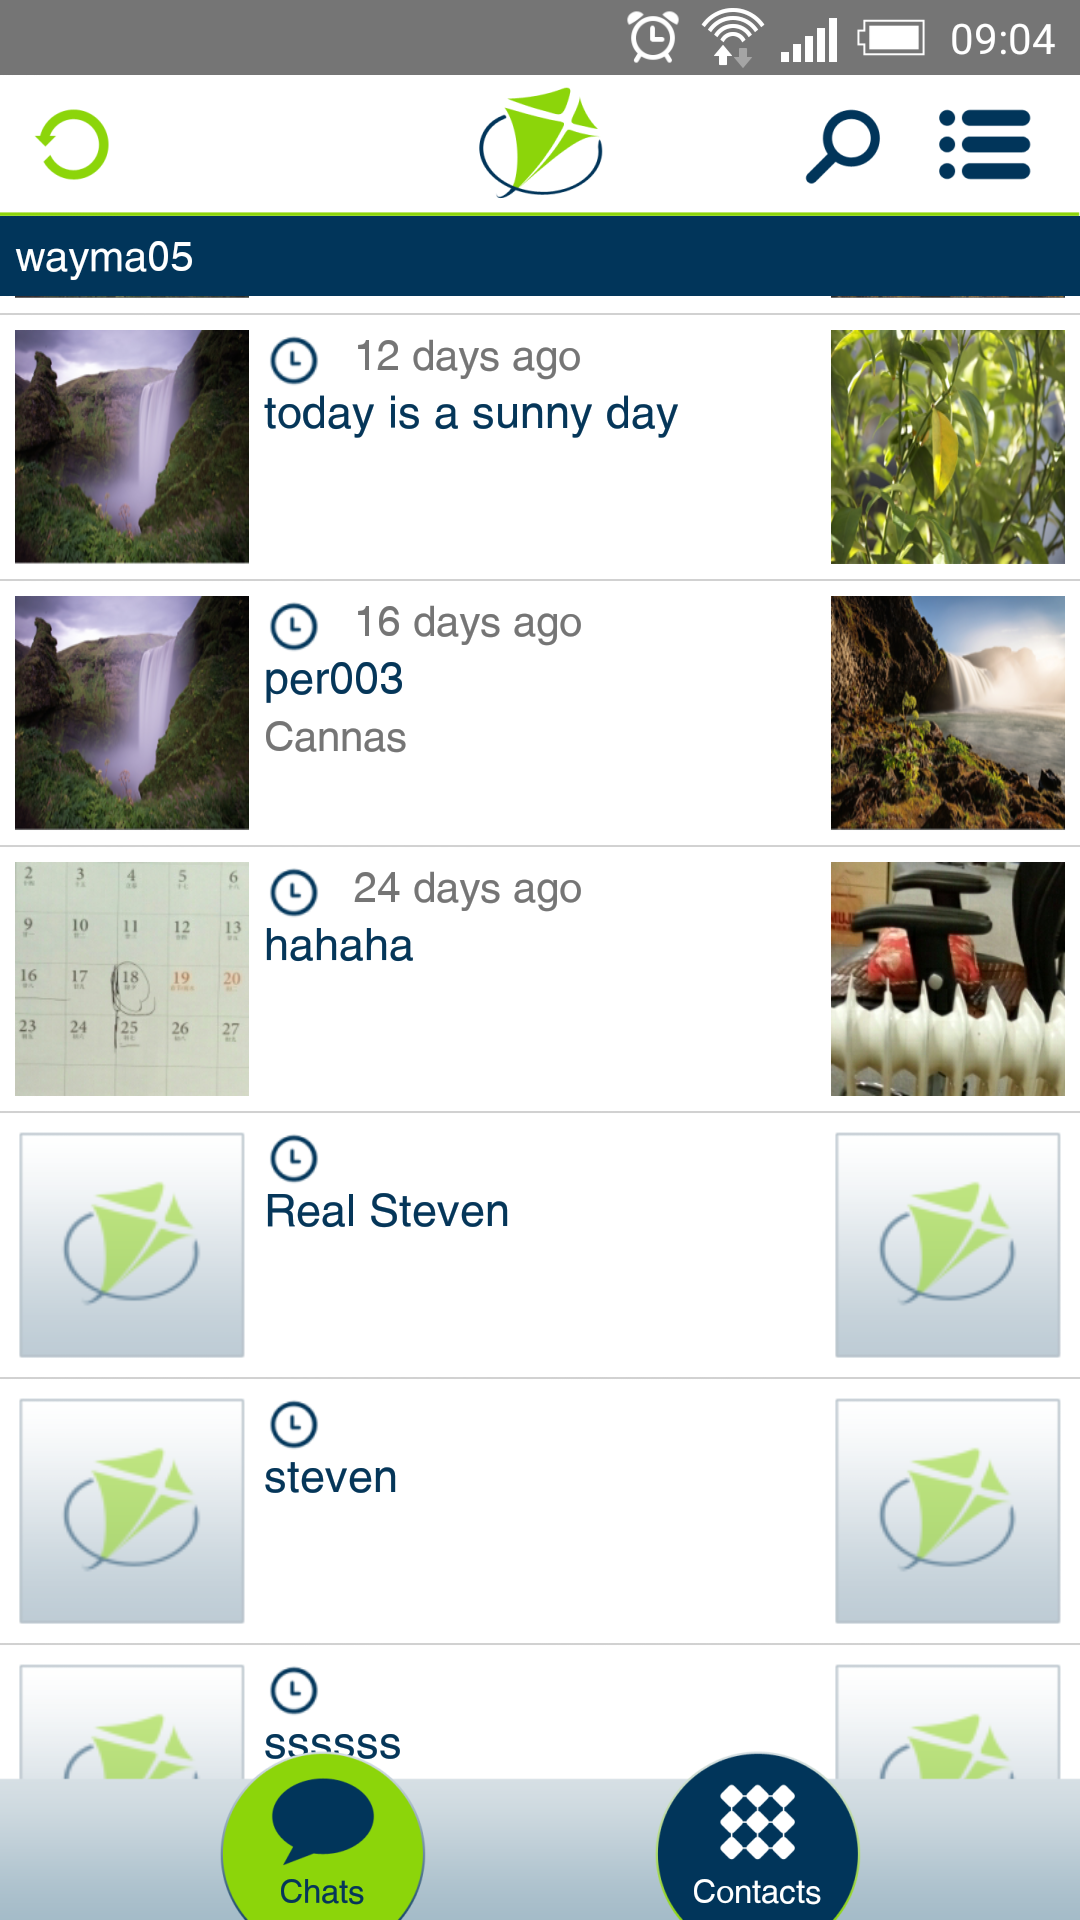 09:04
wayma05
12 days ago
today is a sunny day
16 days ago
per003
Cannas
24 days ago
hahaha
2 3 4 5 6
9 10 11 12 13
16 17 18 19 20
23 24 25 26 27
Real Steven
steven
ssssss
Chats
Contacts